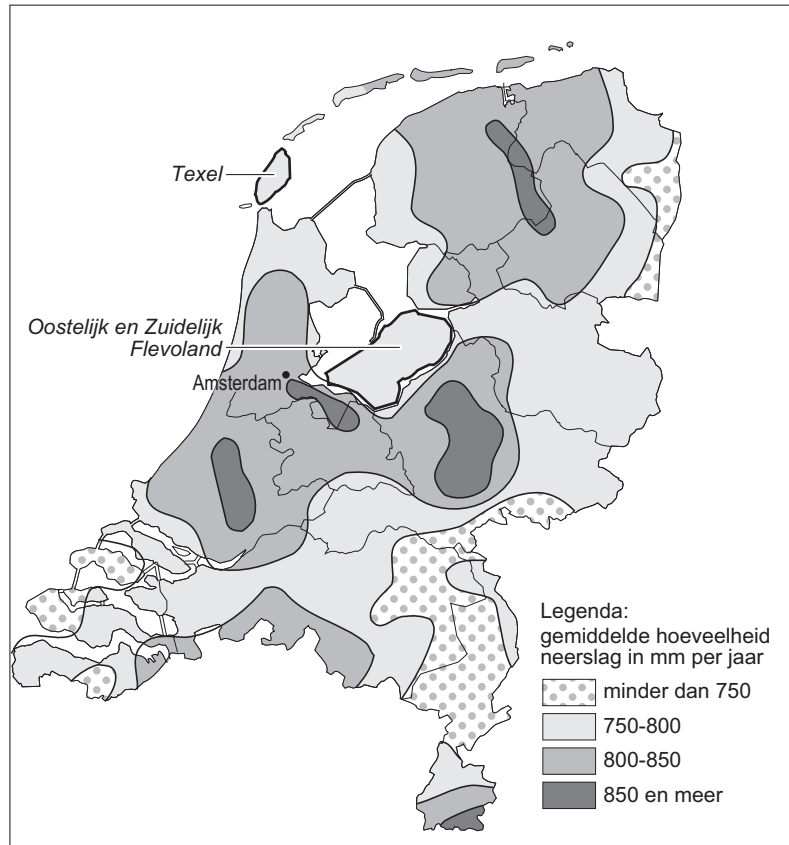 Texel
Oostelijk en Zuidelijk
Flevoland
Amsterdam
Legenda:
gemiddelde hoeveelheid
neerslag in mm per jaar
minder dan 750
750-800
800-850
850 en meer